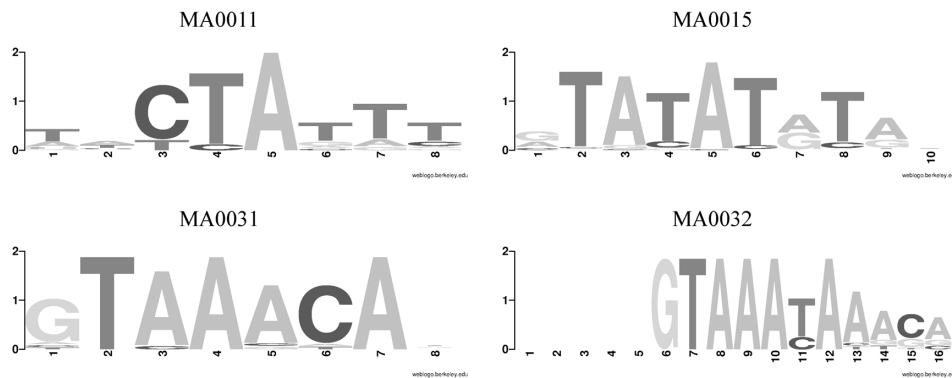 MA0011
2
1
0
T A C T A T T T
1 2 3 4 5 6 7 8
weblogo.berkeley.edu
MA0015
2
1
0
G T A T A T A T A
1 2 3 4 5 6 7 8 9 10
weblogo.berkeley.e
MA0031
2
1
0
G T A A A C A
1 2 3 4 5 6 7 8
weblogo.berkeley.edu
MA0032
2
1
0
G T A A A T A A A C A
1 2 3 4 5 6 7 8 9 10 11 12 13 14 15 16
weblogo.berkeley.e